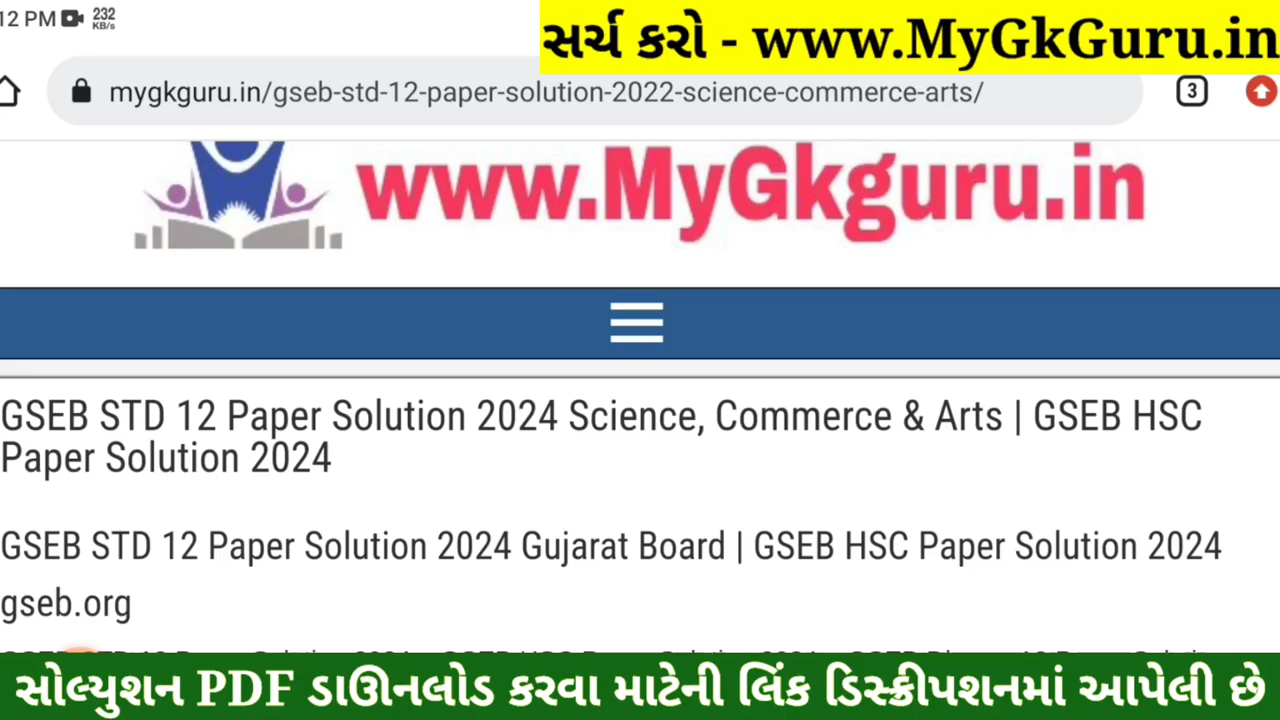 12 PM 232 KB/s
સર્ચ કરો - www.MyGkGuru.in
mygkguru.in/gseb-std-12-paper-solution-2022-science-commerce-arts/
3
www.MyGkguru.in
GSEB STD 12 Paper Solution 2024 Science, Commerce & Arts | GSEB HSC
Paper Solution 2024
GSEB STD 12 Paper Solution 2024 Gujarat Board | GSEB HSC Paper Solution 2024
gseb.org
સોલ્યુશન PDF ડાઊનલોડ કરવા માટેની લિંક ડિસ્ક્રીપશનમાં આપેલી છે